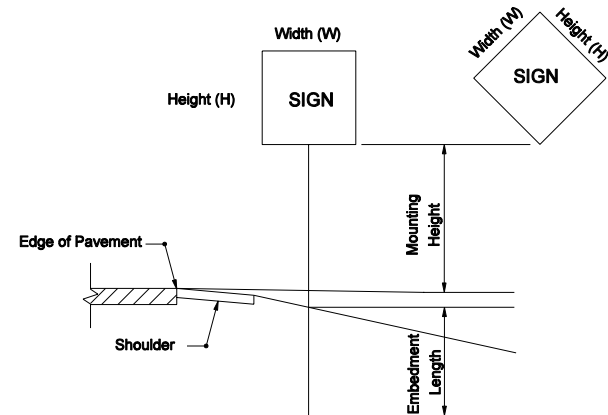 Width (W)
Height (H)
SIGN
Width (W)
Height (H)
SIGN
Mounting
Height
Edge of Pavement
Shoulder
Embedment
Length